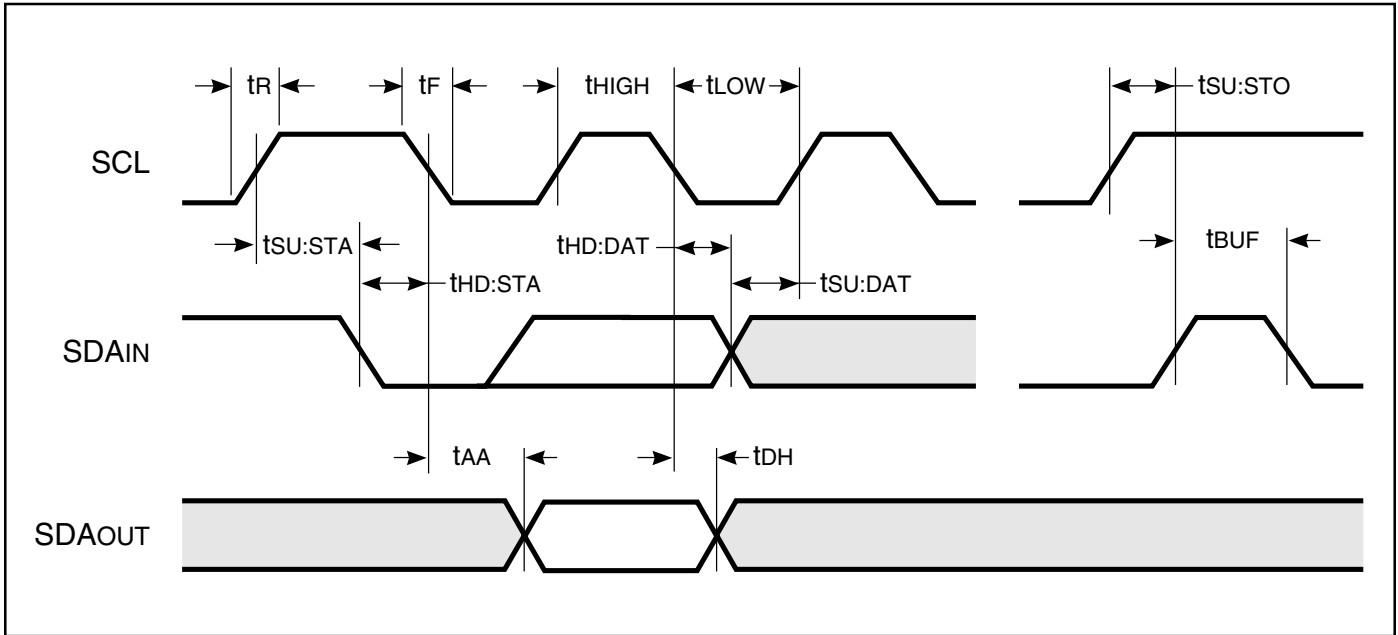 tR tF tHIGH tLOW tSU:STO
SCL
tSU:STA tHD:DAT tBUF
tHD:STA tSU:DAT
SDAIN
tAA tDH
SDAOUT